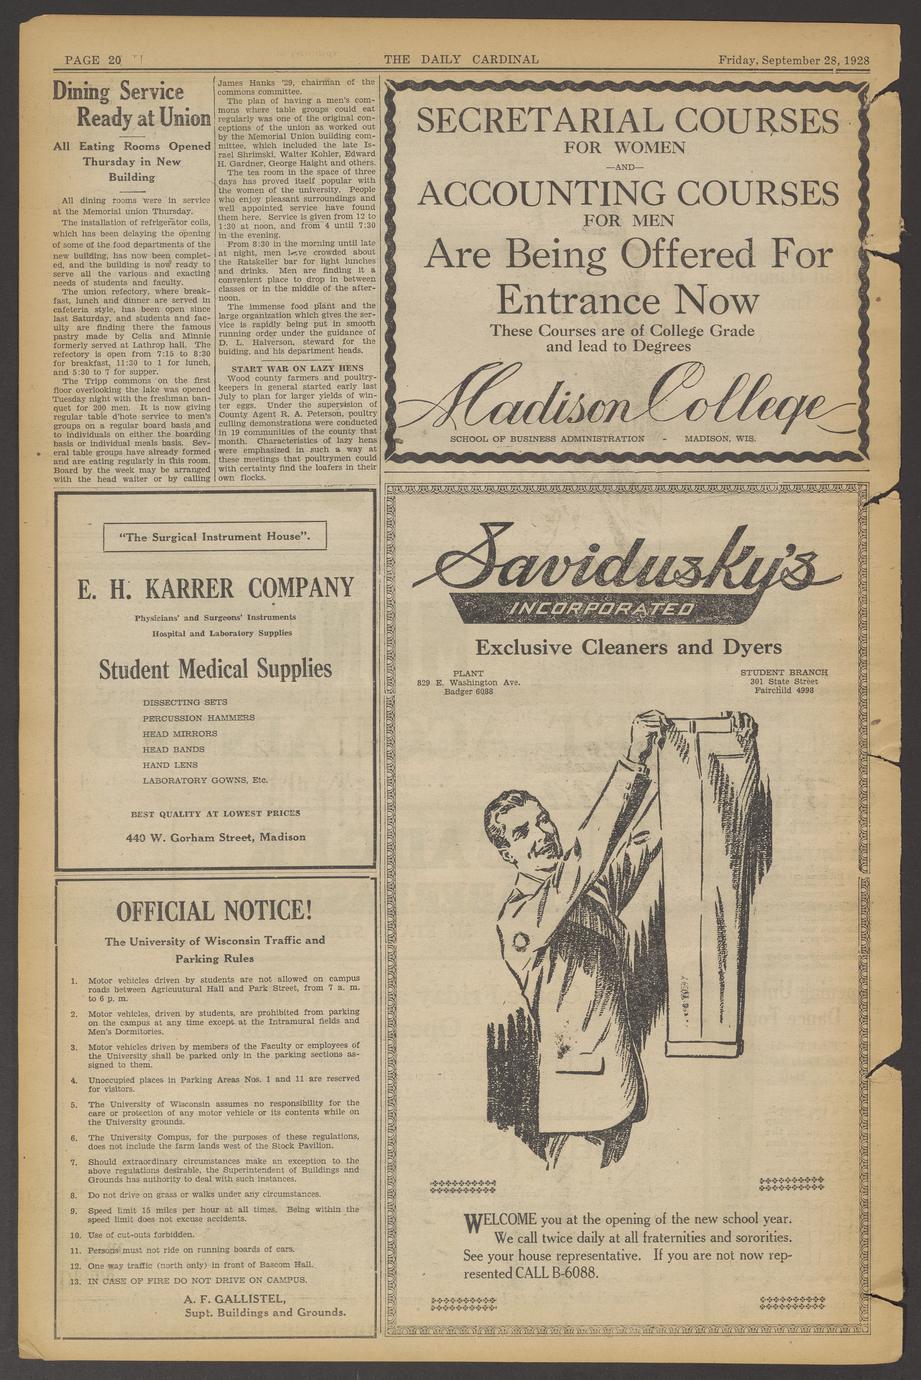 PAGE 20
THE DAILY CARDINAL
Friday, September 28, 1928
Dining Service
Ready at Union
All Eating Rooms Opened
Thursday in New
Building
All dining rooms were in service
at the Memorial union Thursday.
The installation of refrigerator coils,
which has been delaying the opening
of some of the food departments of the
new building, has now been complet-
ed, and the building is now ready to
serve all the various and exacting
needs of students and faculty.
The union refectory, where break-
fast, lunch and dinner are served in
cafeteria style, has been open since
last Saturday, and students and fac-
ulty are finding there the famous
pastry made by Celia and Minnie
formerly served at Lathrop hall. The
refectory is open from 7:15 to 8:30
for breakfast, 11:30 to 1 for lunch,
and 5:30 to 7 for supper.
The Tripp commons on the first
floor overlooking the lake was opened
Tuesday night with the freshman ban-
quet for 200 men. It is now giving
regular table d'hote service to men's
groups on a regular board basis and
to individuals on either the boarding
basis or individual meals basis. Sev-
eral table groups have already formed
and are eating regularly in this room.
Board by the week may be arranged
with the head waiter or by calling
James Hanks '29, chairman of the
commons committee.
The plan of having a men's com-
mons where table groups could eat
regularly was one of the original con-
ceptions of the union as worked out
by the Memorial Union building com-
mittee, which included the late Is-
rael Shrimski, Walter Kohler, Edward
H. Gardner, George Haight and others.
The tea room in the space of three
days has proved itself popular with
the women of the university. People
who enjoy pleasant surroundings and
well appointed service have found
them here. Service is given from 12 to
1:30 at noon, and from 4 until 7:30
in the evening.
From 8:30 in the morning until late
at night, men have crowded about
the Ratskeller bar for light lunches
and drinks. Men are finding it a
convenient place to drop in between
classes or in the middle of the after-
noon.
The immense food plant and the
large organization which gives the ser-
vice is rapidly being put in smooth
running order under the guidance of
D. L. Halverson, steward for the
buiding, and his department heads.
START WAR ON LAZY HENS
Wood county farmers and poultry-
keepers in general started early last
July to plan for larger yields of win-
ter eggs. Under the supervision of
County Agent R. A. Peterson, poultry
culling demonstrations were conducted
in 19 communities of the county that
month. Characteristics of lazy hens
were emphasized in such a way at
these meetings that poultrymen could
with certainty find the loafers in their
own flocks.
SECRETARIAL COURSES
FOR WOMEN
—AND—
ACCOUNTING COURSES
FOR MEN
Are Being Offered For
Entrance Now
These Courses are of College Grade
and lead to Degrees
Madison College
SCHOOL OF BUSINESS ADMINISTRATION - MADISON, WIS.
"The Surgical Instrument House".
E. H. KARRER COMPANY
Physicians' and Surgeons' Instruments
Hospital and Laboratory Supplies
Student Medical Supplies
DISSECTING SETS
PERCUSSION HAMMERS
HEAD MIRRORS
HEAD BANDS
HAND LENS
LABORATORY GOWNS, Etc.
BEST QUALITY AT LOWEST PRICES
440 W. Gorham Street, Madison
OFFICIAL NOTICE!
The University of Wisconsin Traffic and
Parking Rules
1. Motor vehicles driven by students are not allowed on campus
roads between Agricuutural Hall and Park Street, from 7 a. m.
to 6 p. m.
2. Motor vehicles, driven by students, are prohibited from parking
on the campus at any time except at the Intramural fields and
Men's Dormitories.
3. Motor vehicles driven by members of the Faculty or employees of
the University shall be parked only in the parking sections as-
signed to them.
4. Unoccupied places in Parking Areas Nos. 1 and 11 are reserved
for visitors.
5. The University of Wisconsin assumes no responsibility for the
care or protection of any motor vehicle or its contents while on
the University grounds.
6. The University Compus, for the purposes of these regulations,
does not include the farm lands west of the Stock Pavilion.
7. Should extraordinary circumstances make an exception to the
above regulations desirable, the Superintendent of Buildings and
Grounds has authority to deal with such instances.
8. Do not drive on grass or walks under any circumstances.
9. Speed limit 15 miles per hour at all times. Being within the
speed limit does not excuse accidents.
10. Use of cut-outs forbidden.
11. Persons must not ride on running boards of cars.
12. One way traffic (north only) in front of Bascom Hall.
13. IN CASE OF FIRE DO NOT DRIVE ON CAMPUS.
A. F. GALLISTEL,
Supt. Buildings and Grounds.
Savidusky's
INCORPORATED
Exclusive Cleaners and Dyers
PLANT
829 E. Washington Ave.
Badger 6088
STUDENT BRANCH
301 State Street
Fairchild 4998
WELCOME you at the opening of the new school year.
We call twice daily at all fraternities and sororities.
See your house representative. If you are not now rep-
resented CALL B-6088.